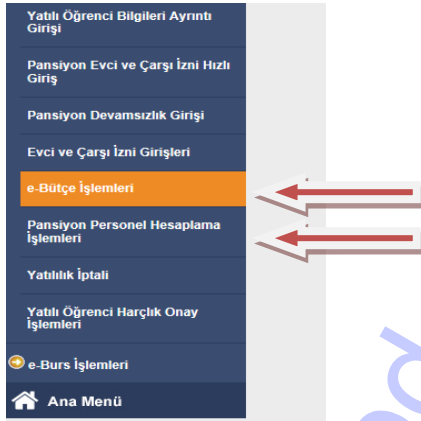 Yatılı Öğrenci Bilgileri Ayrıntı
Girişi
Pansiyon Evci ve Çarşı İzni Hızlı
Giriş
Pansiyon Devamsızlık Girişi
Evci ve Çarşı İzni Girişleri
e-Bütçe İşlemleri
Pansiyon Personel Hesaplama
İşlemleri
Yatılılık İptali
Yatılı Öğrenci Harçlık Onay
İşlemleri
e-Burs İşlemleri
Ana Menü